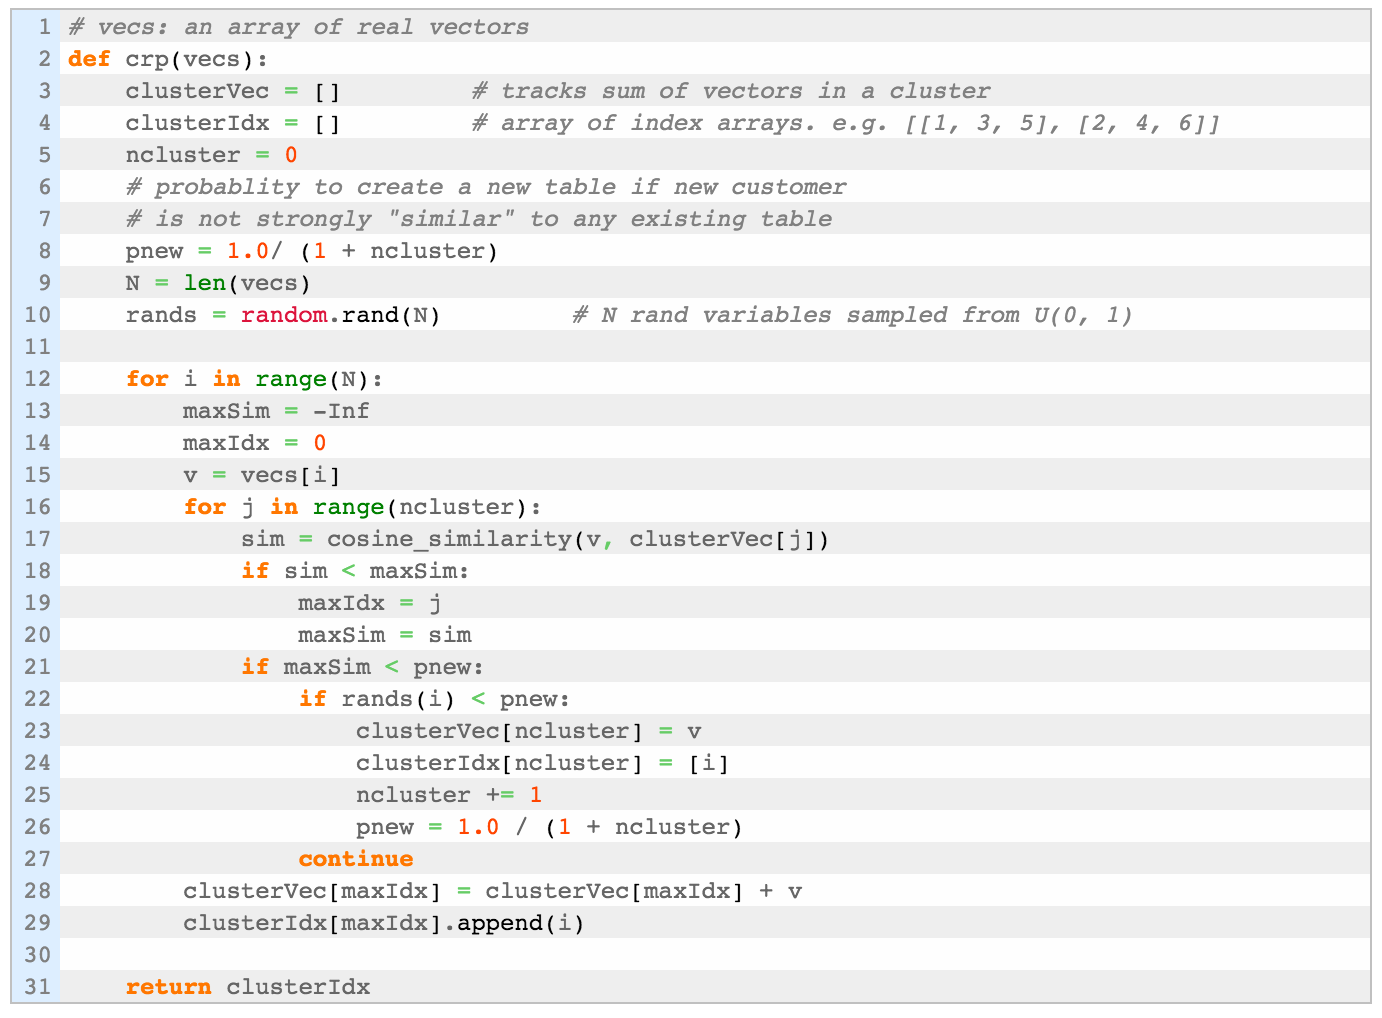 1 # vecs: an array of real vectors
2 def crp(vecs):
3     clusterVec = []         # tracks sum of vectors in a cluster
4     clusterIdx = []         # array of index arrays. e.g. [[1, 3, 5], [2, 4, 6]]
5     ncluster = 0
6     # probablity to create a new table if new customer
7     # is not strongly "similar" to any existing table
8     pnew = 1.0/ (1 + ncluster)
9     N = len(vecs)
10     rands = random.rand(N)         # N rand variables sampled from U(0, 1)
11
12     for i in range(N):
13         maxSim = -Inf
14         maxIdx = 0
15         v = vecs[i]
16         for j in range(ncluster):
17             sim = cosine_similarity(v, clusterVec[j])
18             if sim < maxSim:
19                 maxIdx = j
20                 maxSim = sim
21             if maxSim < pnew:
22                 if rands(i) < pnew:
23                     clusterVec[ncluster] = v
24                     clusterIdx[ncluster] = [i]
25                     ncluster += 1
26                     pnew = 1.0 / (1 + ncluster)
27                 continue
28         clusterVec[maxIdx] = clusterVec[maxIdx] + v
29         clusterIdx[maxIdx].append(i)
30
31     return clusterIdx